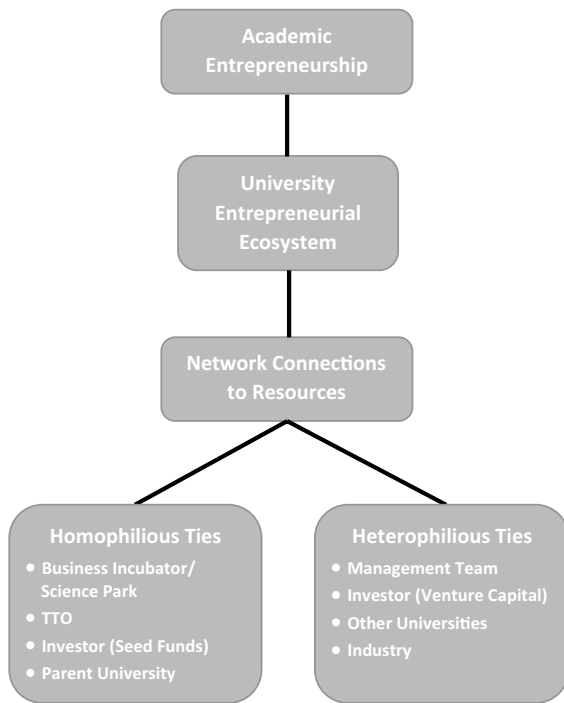 Academic
Entrepreneurship
University
Entrepreneurial
Ecosystem
Network Connections
to Resources
Homophilious Ties
• Business Incubator/
Science Park
• TTO
• Investor (Seed Funds)
• Parent University
Heterophilious Ties
• Management Team
• Investor (Venture Capital)
• Other Universities
• Industry